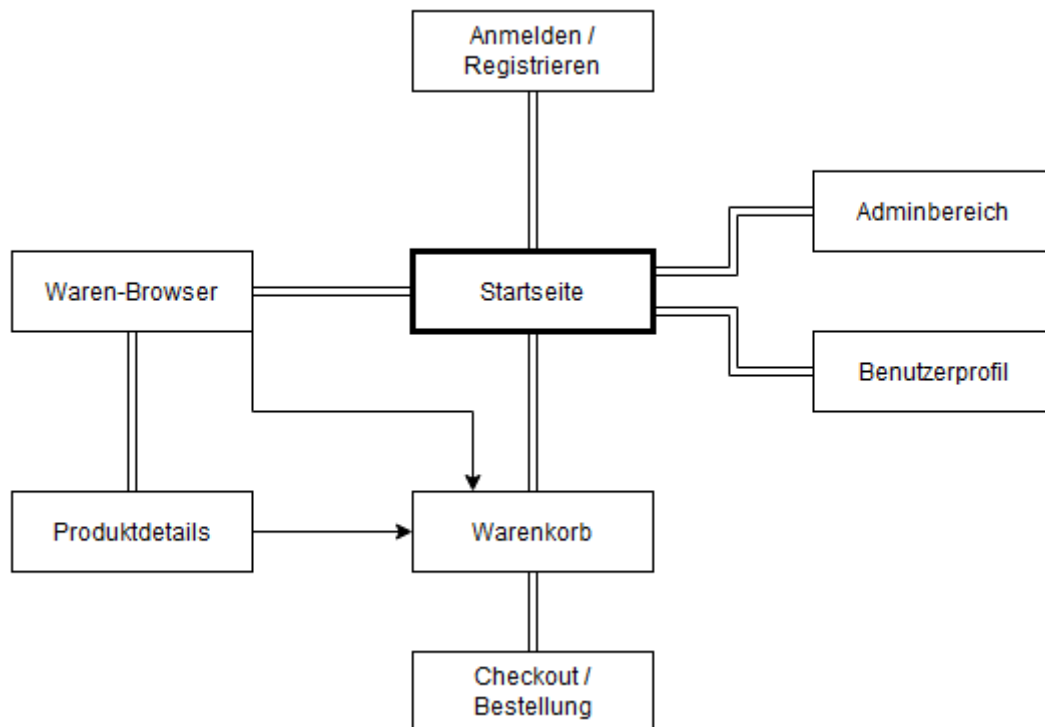 Anmelden /
Registrieren
Adminbereich
Waren-Browser
Startseite
Benutzerprofil
Produktdetails
Warenkorb
Checkout /
Bestellung